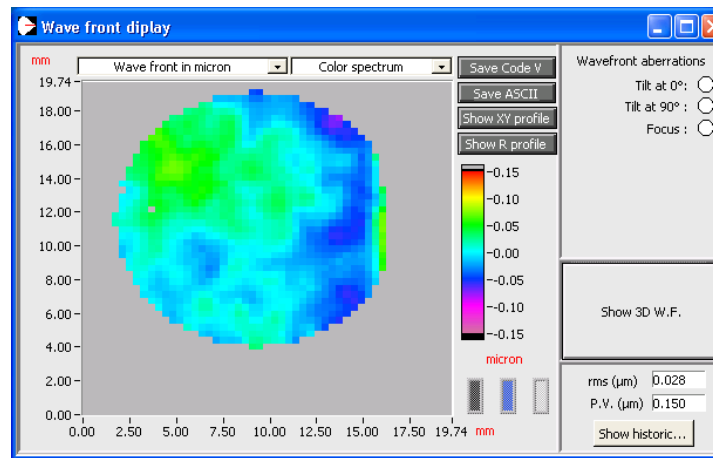 Wave front diplay
mm
Wave front in micron
Color spectrum
Save Code V
Save ASCII
Show XY profile
Show R profile
Wavefront aberrations
Tilt at 0°:
Tilt at 90° :
Focus :
19.74
18.00
16.00
14.00
12.00
10.00
8.00
6.00
4.00
2.00
0.00
0.00 2.50 5.00 7.50 10.00 12.50 15.00 17.50 19.74 mm
0.15
0.10
0.05
0.00
-0.05
-0.10
-0.15
micron
Show 3D W.F.
rms (µm) 0.028
P.V. (µm) 0.150
Show historic...